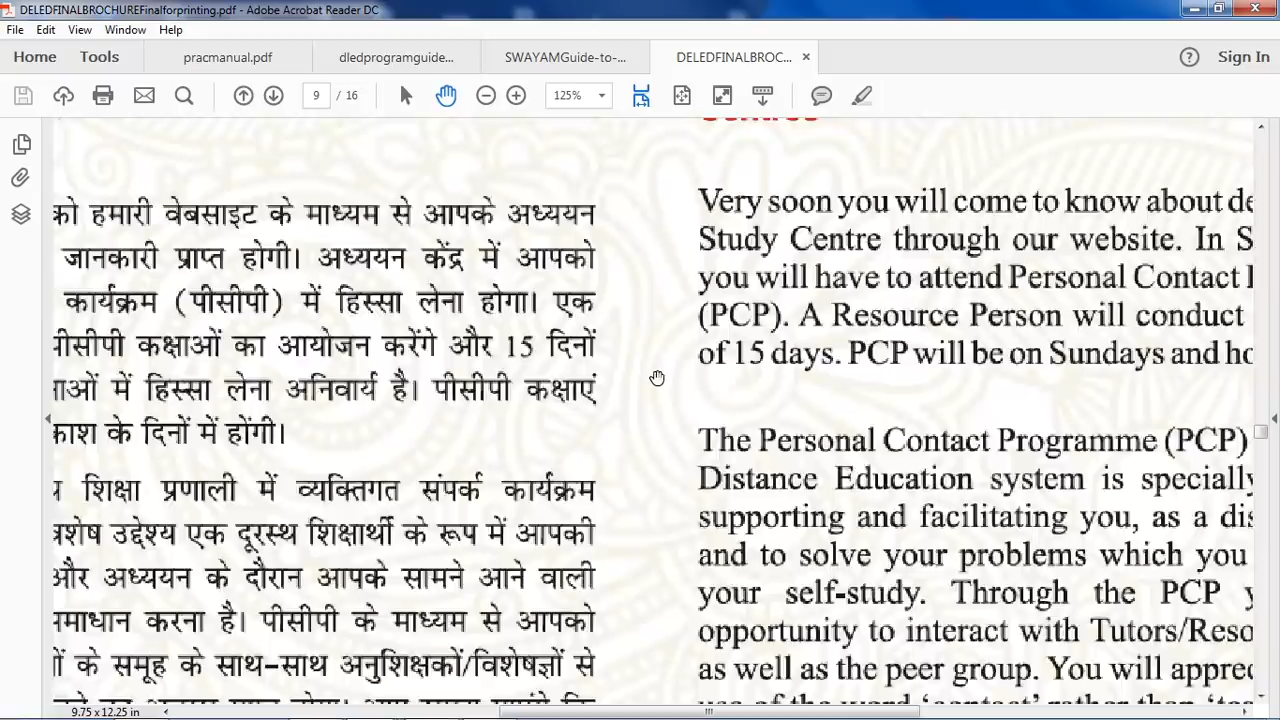 DELEDFINALBROCHUREFinalforprinting.pdf - Adobe Acrobat Reader DC
File Edit View Window Help
Home Tools pracmanual.pdf dledprogramguide... SWAYAMGuide-to-... DELEDFINALBROC... ×
Sign In
9 / 16 125%
को हमारी वेबसाइट के माध्यम से आपके अध्ययन
जानकारी प्राप्त होगी। अध्ययन केंद्र में आपको
कार्यक्रम (पीसीपी) में हिस्सा लेना होगा। एक
पीसीपी कक्षाओं का आयोजन करेंगे और 15 दिनों
में हिस्सा लेना अनिवार्य है। पीसीपी कक्षाएं
के दिनों में होंगी।
शिक्षा प्रणाली में व्यक्तिगत संपर्क कार्यक्रम
उद्देश्य एक दूरस्थ शिक्षार्थी के रूप में आपकी
और अध्ययन के दौरान आपके सामने आने वाली
करना है। पीसीपी के माध्यम से आपको
के समूह के साथ-साथ अनुशिक्षकों/विशेषज्ञों से
Very soon you will come to know about de
Study Centre through our website. In S
you will have to attend Personal Contact
(PCP). A Resource Person will conduct
of 15 days. PCP will be on Sundays and ho
The Personal Contact Programme (PCP)
Distance Education system is specially
supporting and facilitating you, as a dis
and to solve your problems which you
your self-study. Through the PCP y
opportunity to interact with Tutors/Reso
as well as the peer group. You will apprec
use of the word 'contact' rather than
9.75 x 12.25 in